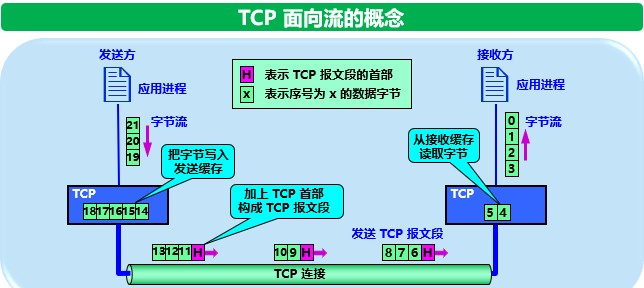 TCP 面向流的概念
发送方
接收方
应用进程
H 表示 TCP 报文段的首部
x 表示序号为 x 的数据字节
应用进程
21
20
19
字节流
把字节写入
发送缓存
从接收缓存
读取字节
0
1
2
3
字节流
TCP
18 17 16 15 14
加上 TCP 首部
构成 TCP 报文段
TCP
5 4
发送 TCP 报文段
13 12 11 H
10 9 H
8 7 6 H
TCP 连接